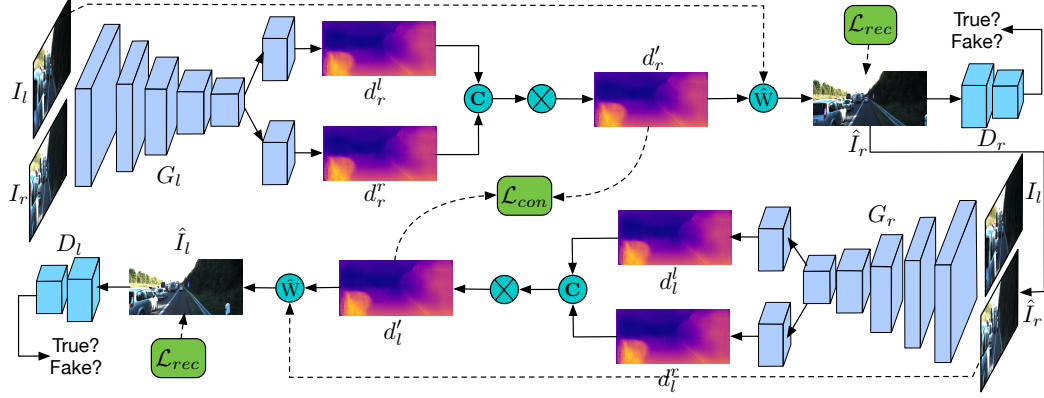 I_l
I_r
G_l
d_r^l
d_r^r
C
d_r'
Ŵ
L_rec
Î_r
True?
Fake?
D_r
L_con
D_l
Î_l
True?
Fake?
L_rec
Ŵ
d_l'
C
d_l^l
d_l^r
G_r
I_l
Î_r